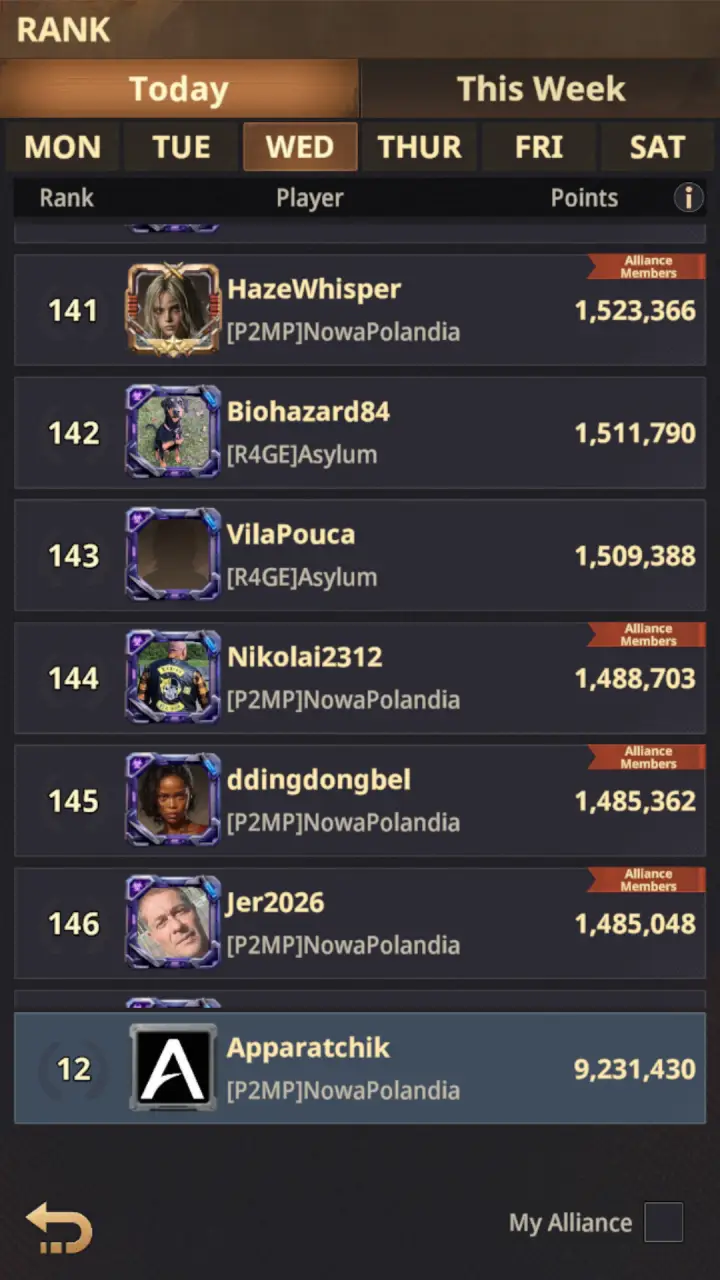 RANK
Today This Week
MON TUE WED THUR FRI SAT
Rank Player Points i
Alliance
Members
141 HazeWhisper 1,523,366
[P2MP]NowaPolandia
142 Biohazard84 1,511,790
[R4GE]Asylum
143 VilaPouca 1,509,388
[R4GE]Asylum
Alliance
Members
144 Nikolai2312 1,488,703
[P2MP]NowaPolandia
Alliance
Members
145 ddingdongbel 1,485,362
[P2MP]NowaPolandia
Alliance
Members
146 Jer2026 1,485,048
[P2MP]NowaPolandia
12 Apparatchik 9,231,430
[P2MP]NowaPolandia
My Alliance